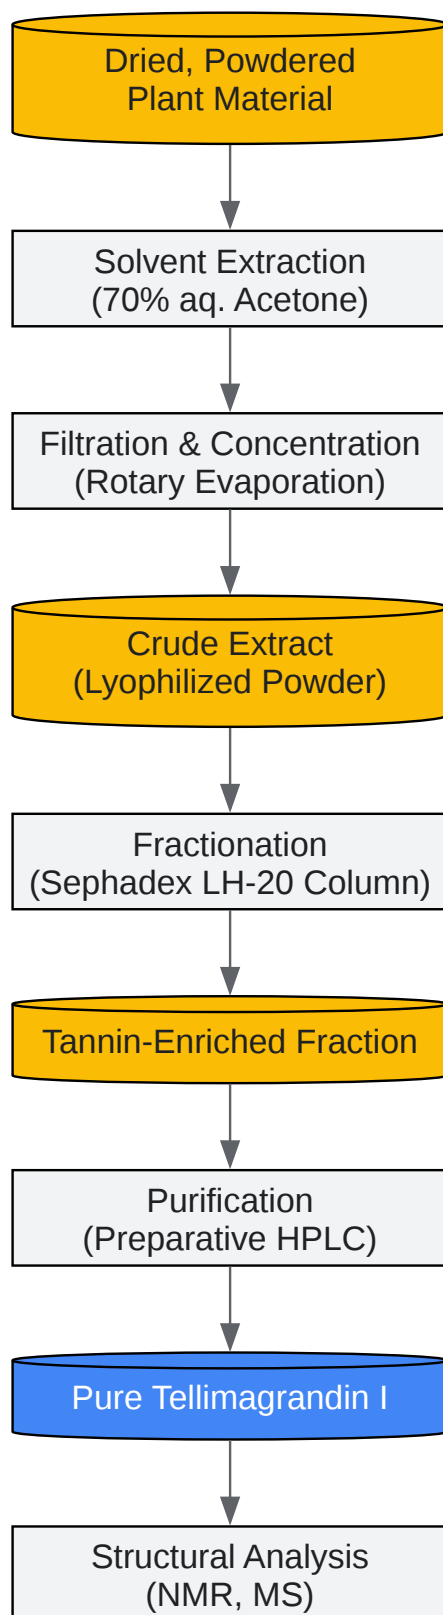 Dried, Powdered
Plant Material
Solvent Extraction
(70% aq. Acetone)
Filtration & Concentration
(Rotary Evaporation)
Crude Extract
(Lyophilized Powder)
Fractionation
(Sephadex LH-20 Column)
Tannin-Enriched Fraction
Purification
(Preparative HPLC)
Pure Tellimagrandin I
Structural Analysis
(NMR, MS)